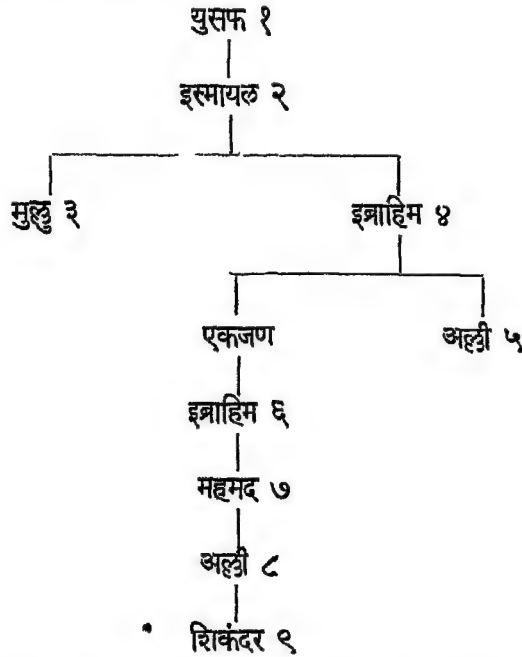 युसफ १
इस्मायल २
मुल्लु ३ इब्राहिम ४
एकजण अल्ली ५
इब्राहिम ६
महमद ७
अल्ली ८
शिकंदर ९